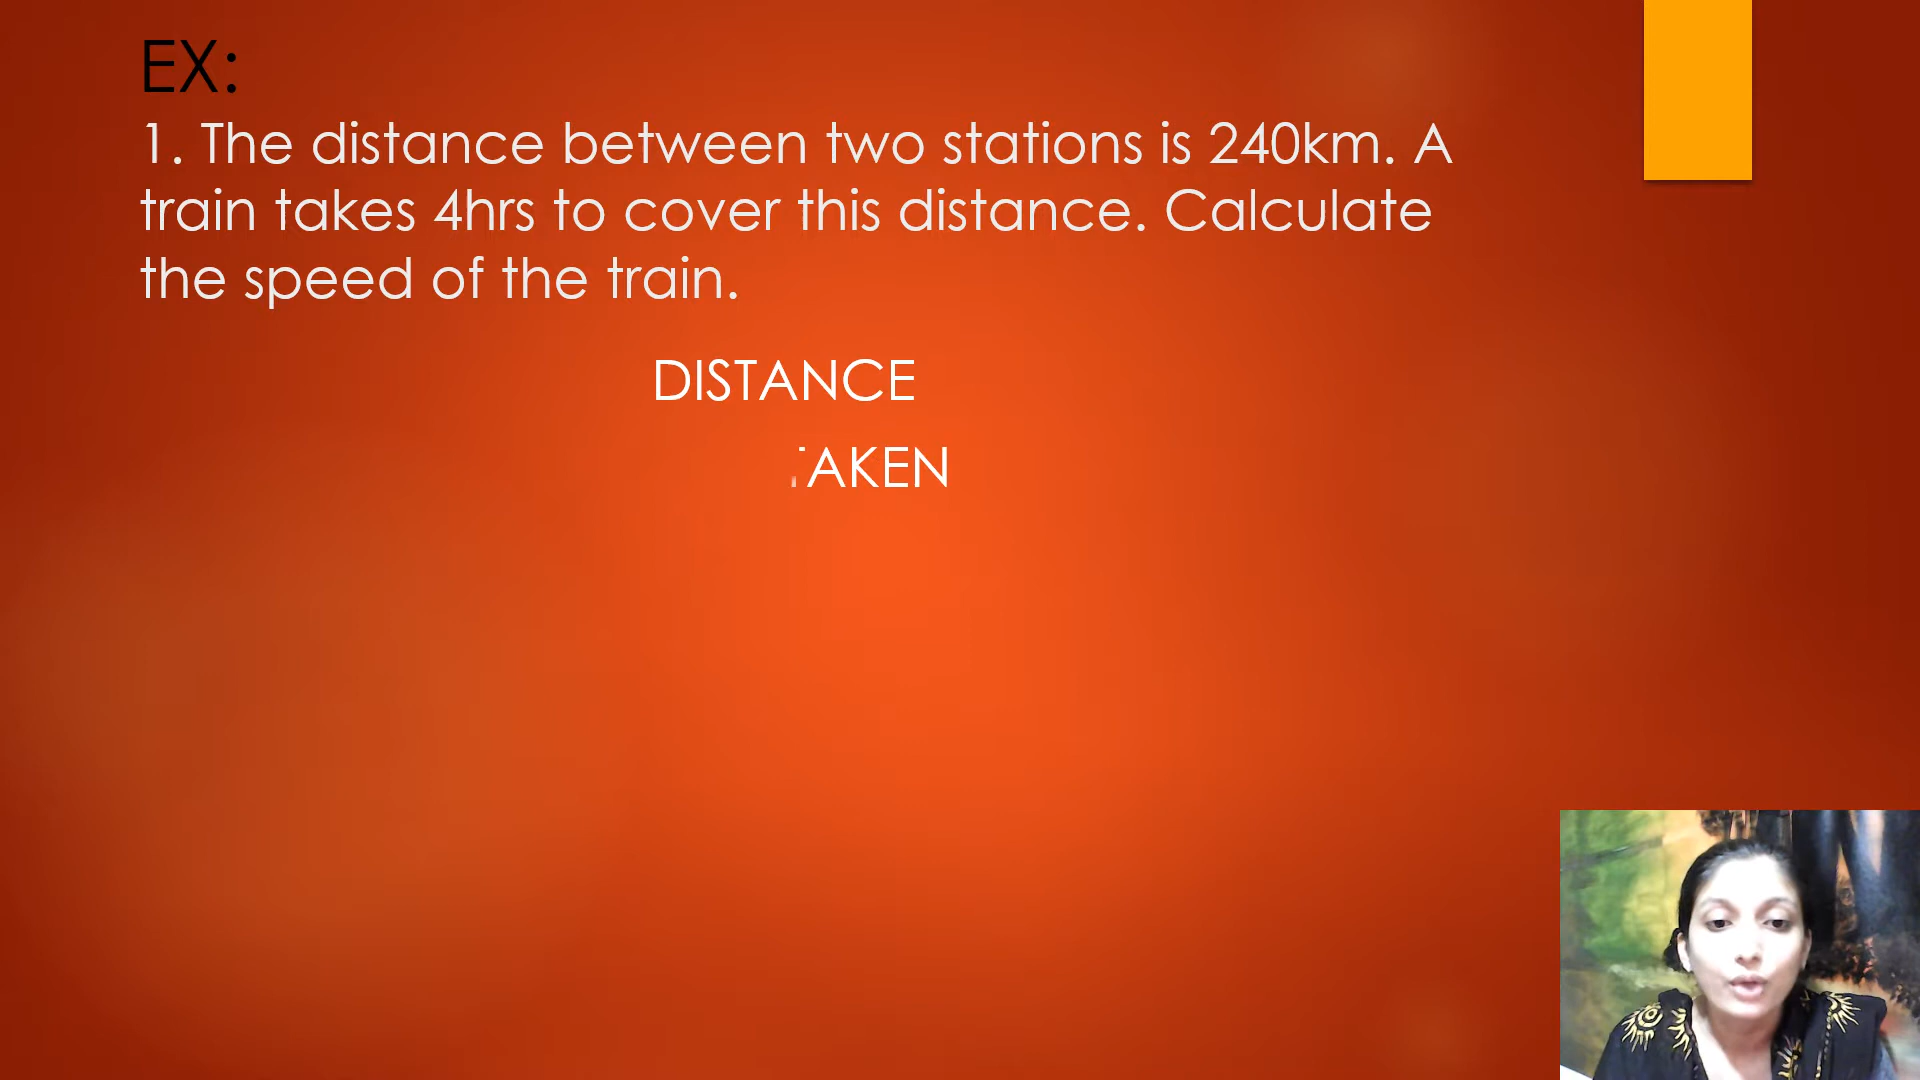 EX:
1. The distance between two stations is 240km. A
train takes 4hrs to cover this distance. Calculate
the speed of the train.
DISTANCE
TAKEN